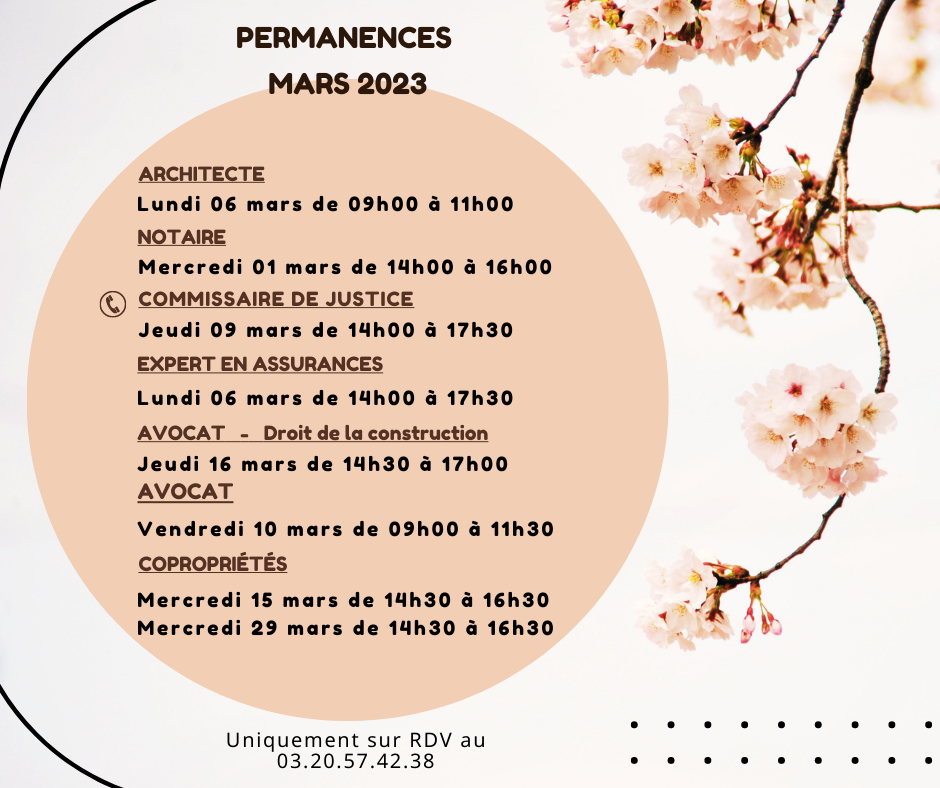 PERMANENCES
MARS 2023
ARCHITECTE
Lundi 06 mars de 09h00 à 11h00
NOTAIRE
Mercredi 01 mars de 14h00 à 16h00
COMMISSAIRE DE JUSTICE
Jeudi 09 mars de 14h00 à 17h30
EXPERT EN ASSURANCES
Lundi 06 mars de 14h00 à 17h30
AVOCAT - Droit de la construction
Jeudi 16 mars de 14h30 à 17h00
AVOCAT
Vendredi 10 mars de 09h00 à 11h30
COPROPRIÉTÉS
Mercredi 15 mars de 14h30 à 16h30
Mercredi 29 mars de 14h30 à 16h30
Uniquement sur RDV au
03.20.57.42.38